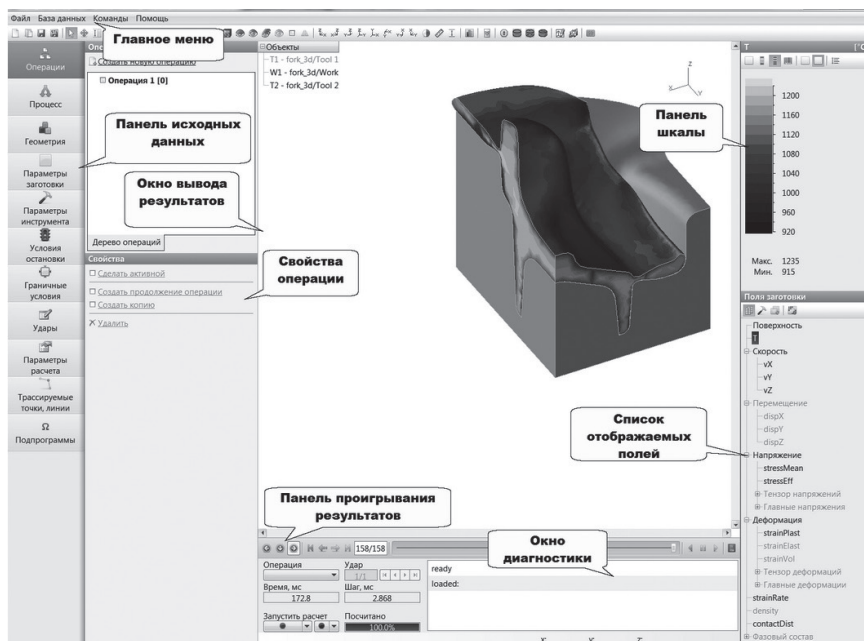 Файл База данных Команды Помощь
Главное меню
Операции
Создать новую операцию
Операция 1 [0]
Объекты
T1 - fork_3d/Tool 1
W1 - fork_3d/Work
T2 - fork_3d/Tool 2
Процесс
Геометрия
Параметры
заготовки
Параметры
инструмента
Условия
остановки
Граничные
условия
Удары
Параметры
расчета
Трассируемые
точки, линии
Ω
Подпрограммы
Панель исходных
данных
Окно вывода
результатов
Дерево операций
Свойства
Сделать активной
Создать продолжение операции
Создать копию
Удалить
Свойства
операции
z
x
Y
T
[°C
Панель
шкалы
1200
1160
1120
1080
1040
1000
960
920
Макс. 1235
Мин. 915
Поля заготовки
Поверхность
T
Скорость
vX
vY
vZ
Перемещение
dispX
dispY
dispZ
Напряжение
stressMean
stressEff
Тензор напряжений
Главные напряжения
Деформация
strainPlast
strainElast
strainVol
Тензор деформаций
Главные деформации
strainRate
density
contactDist
Фазовый состав
Список
отображаемых
полей
Панель проигрывания
результатов
Окно
диагностики
158/158
Операция
Удар
1/1
Время, мс
Шаг, мс
172.8
2.868
Запустить расчет
Посчитано
100.0%
ready
loaded:
X Y Z